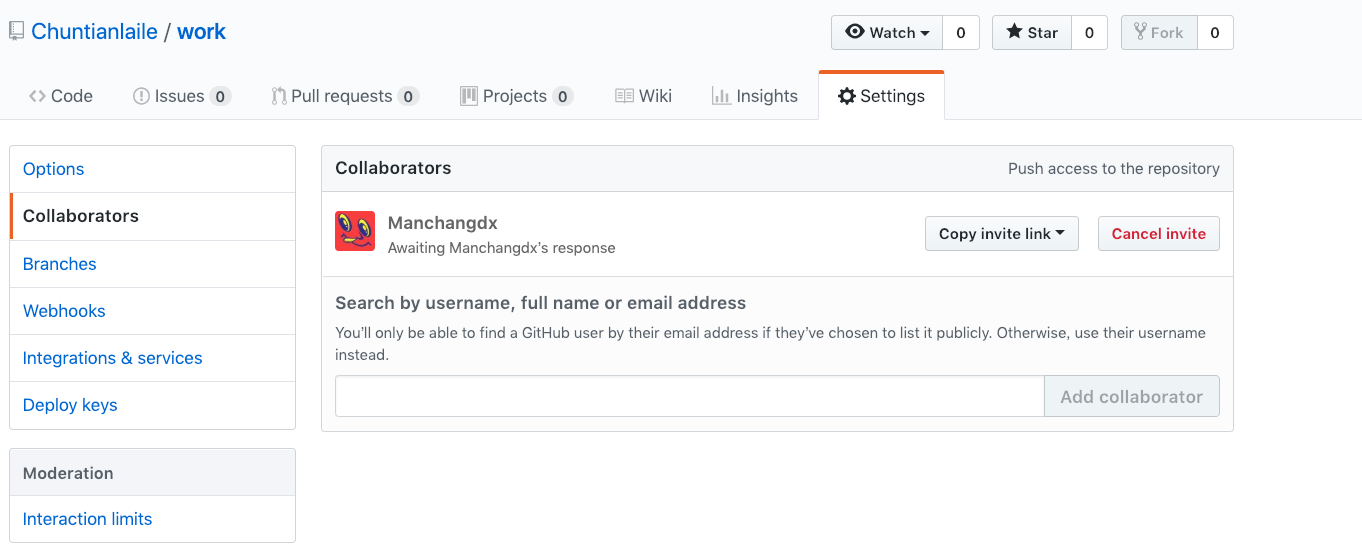 Chuntianlaile / work
Watch 0 Star 0 Fork 0
Code Issues 0 Pull requests 0 Projects 0 Wiki Insights Settings
Options
Collaborators
Branches
Webhooks
Integrations & services
Deploy keys
Moderation
Interaction limits
Collaborators Push access to the repository
Manchangdx
Awaiting Manchangdx’s response
Copy invite link Cancel invite
Search by username, full name or email address
You’ll only be able to find a GitHub user by their email address if they’ve chosen to list it publicly. Otherwise, use their username
instead.
Add collaborator